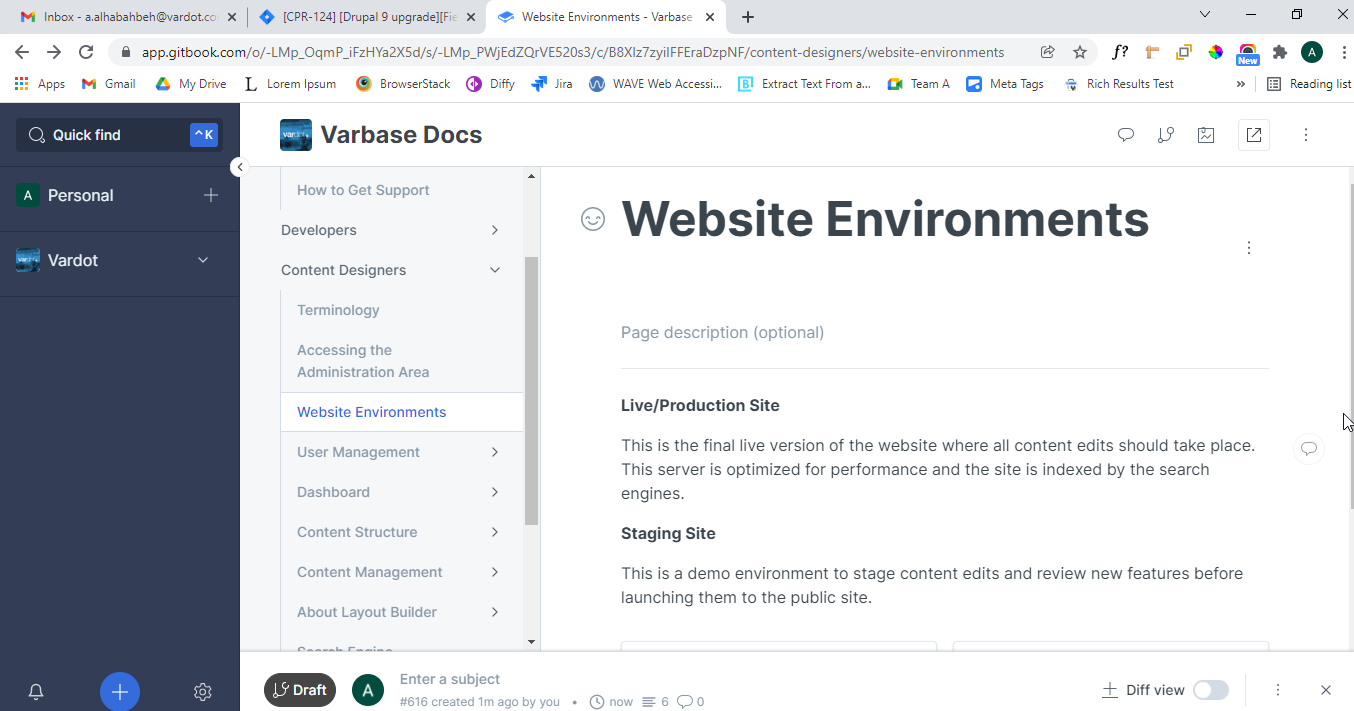 Inbox - a.alhabahbeh@vardot.co
[CPR-124] [Drupal 9 upgrade][Fie
Website Environments - Varbase
app.gitbook.com/o/-LMp_OqmP_iFzHYa2X5d/s/-LMp_PWjEdZQrVE520s3/c/B8XIz7zyiIFFEraDzpNF/content-designers/website-environments
f?
New
A
Apps
Gmail
My Drive
L Lorem Ipsum
BrowserStack
Diffy
Jira
WAVE Web Accessi...
B Extract Text From a...
Team A
Meta Tags
Rich Results Test
»
Reading list
Quick find
^K
Varbase Docs
A Personal
Vardot
How to Get Support
Developers
Content Designers
Terminology
Accessing the
Administration Area
Website Environments
User Management
Dashboard
Content Structure
Content Management
About Layout Builder
Search Engine
Website Environments
Page description (optional)
Live/Production Site
This is the final live version of the website where all content edits should take place.
This server is optimized for performance and the site is indexed by the search
engines.
Staging Site
This is a demo environment to stage content edits and review new features before
launching them to the public site.
Draft
A
Enter a subject
#616 created 1m ago by you • now 6 0
Diff view